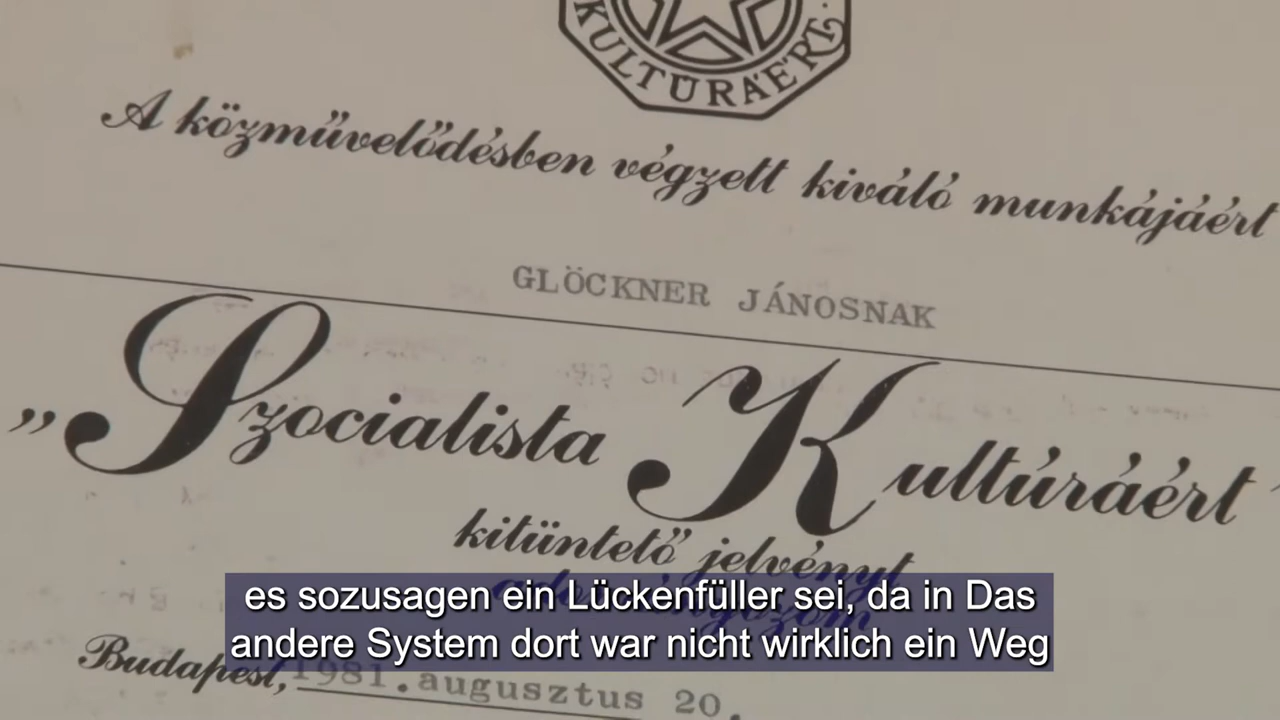 KULTÚRÁÉRT
A közművelődésben végzett kiváló munkájáért
GLÖCKNER JÁNOSNAK
„Szocialista Kultúráért"
kitüntető jelvényt
adományozom
es sozusagen ein Lückenfüller sei, da in Das
andere System dort war nicht wirklich ein Weg
Budapest, 1981. augusztus 20.